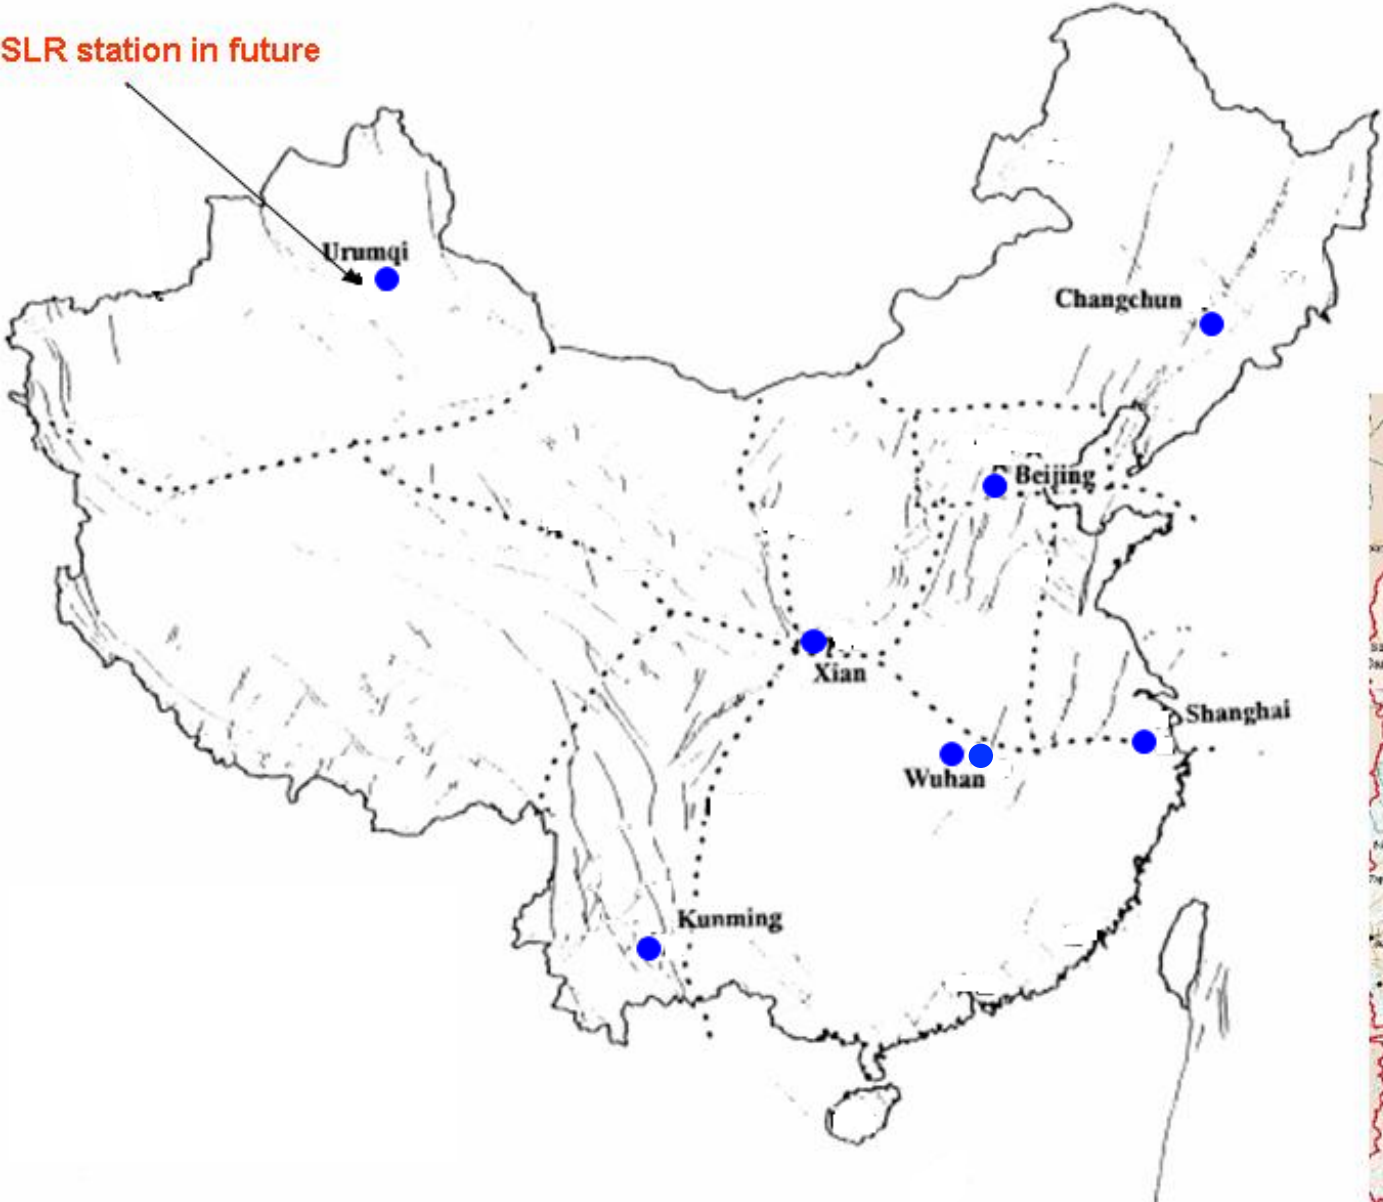 SLR station in future
Urumqi
Changchun
Beijing
Xian
Shanghai
Wuhan
Kunming